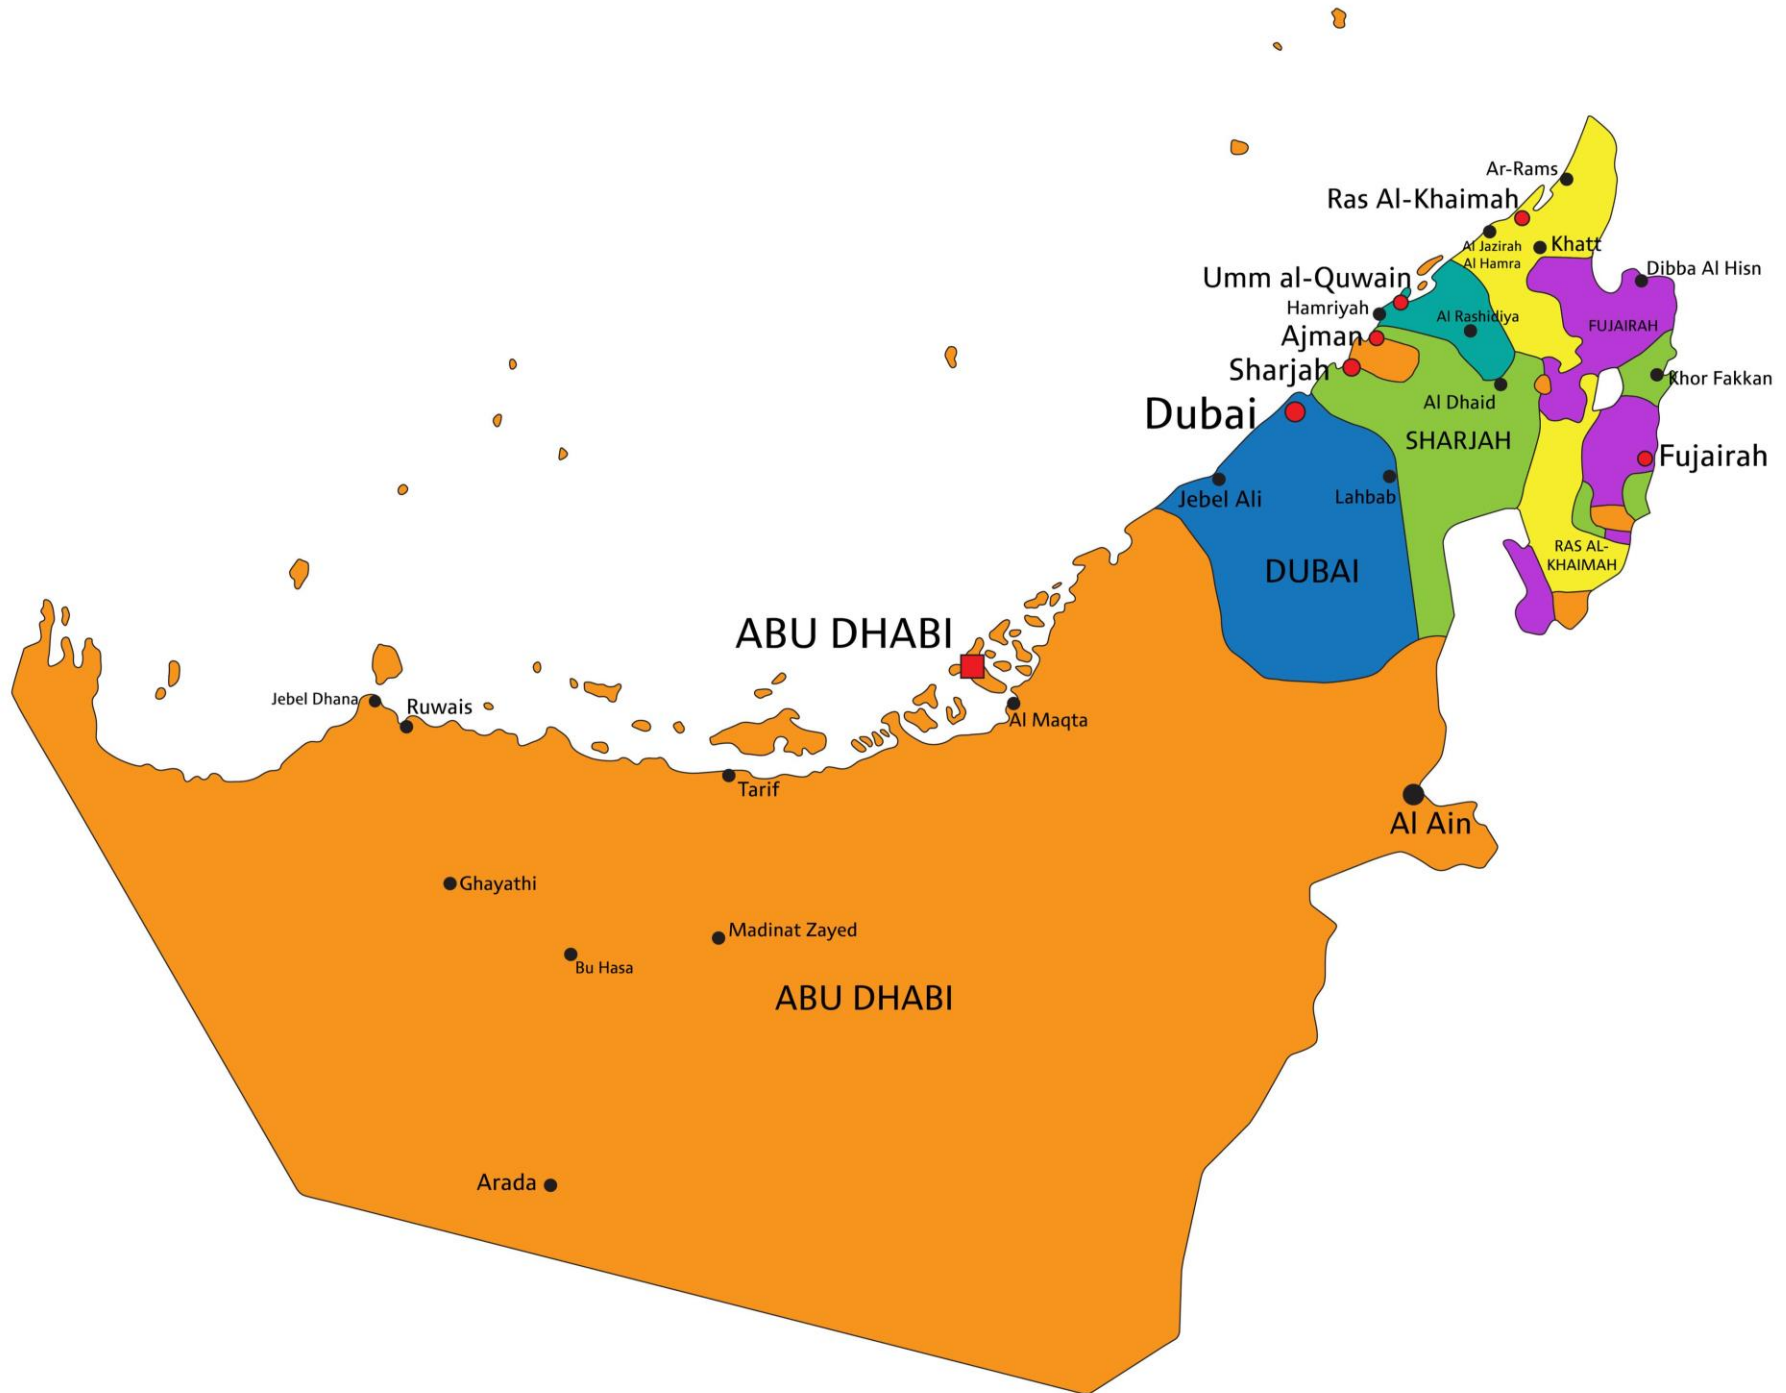 Ar-Rams
Ras Al-Khaimah
Al Jazirah
Al Hamra
Khatt
Dibba Al Hisn
Umm al-Quwain
Hamriyah
Al Rashidiya
FUJAIRAH
Ajman
Sharjah
Khor Fakkan
Al Dhaid
Dubai
SHARJAH
Fujairah
Jebel Ali
Lahbab
RAS AL-
KHAIMAH
DUBAI
ABU DHABI
Jebel Dhana
Ruwais
Al Maqta
Tarif
Al Ain
Ghayathi
Madinat Zayed
Bu Hasa
ABU DHABI
Arada